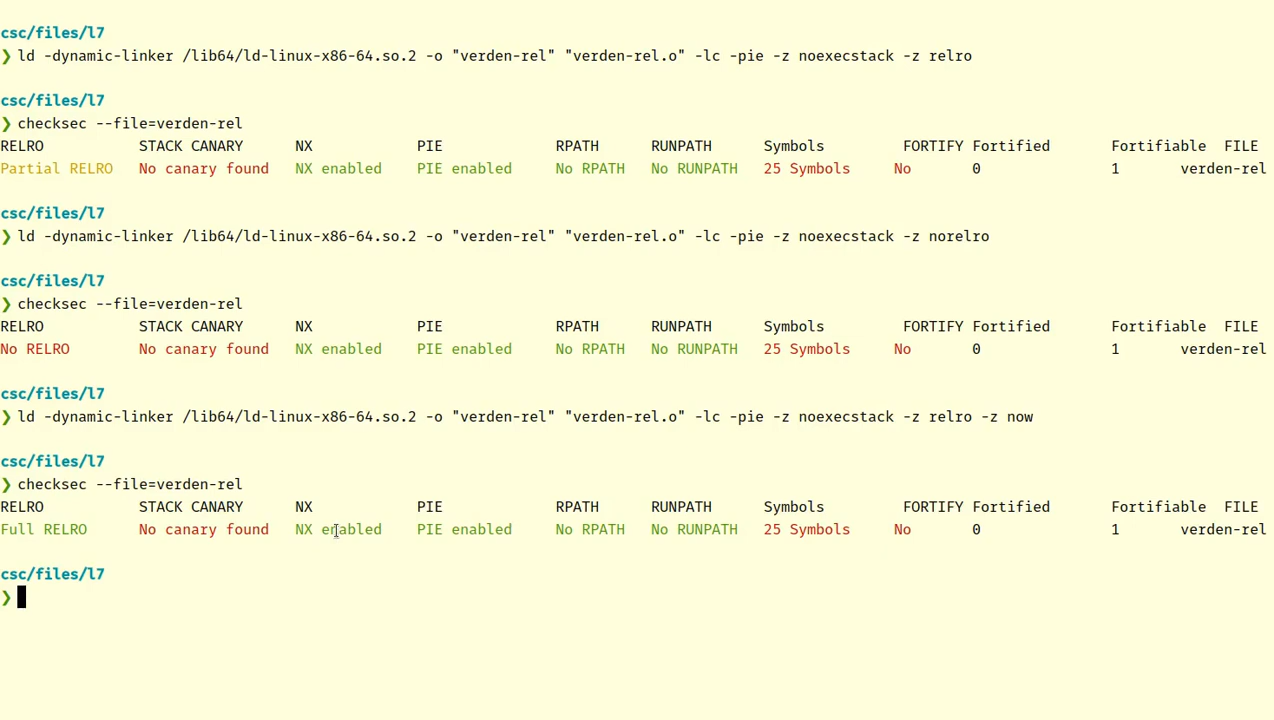 csc/files/l7
❯ ld -dynamic-linker /lib64/ld-linux-x86-64.so.2 -o "verden-rel" "verden-rel.o" -lc -pie -z noexecstack -z relro
csc/files/l7
❯ checksec --file=verden-rel
RELRO STACK CANARY NX PIE RPATH RUNPATH Symbols FORTIFY Fortified Fortifiable FILE
Partial RELRO No canary found NX enabled PIE enabled No RPATH No RUNPATH 25 Symbols No 0 1 verden-rel
csc/files/l7
❯ ld -dynamic-linker /lib64/ld-linux-x86-64.so.2 -o "verden-rel" "verden-rel.o" -lc -pie -z noexecstack -z norelro
csc/files/l7
❯ checksec --file=verden-rel
RELRO STACK CANARY NX PIE RPATH RUNPATH Symbols FORTIFY Fortified Fortifiable FILE
No RELRO No canary found NX enabled PIE enabled No RPATH No RUNPATH 25 Symbols No 0 1 verden-rel
csc/files/l7
❯ ld -dynamic-linker /lib64/ld-linux-x86-64.so.2 -o "verden-rel" "verden-rel.o" -lc -pie -z noexecstack -z relro -z now
csc/files/l7
❯ checksec --file=verden-rel
RELRO STACK CANARY NX PIE RPATH RUNPATH Symbols FORTIFY Fortified Fortifiable FILE
Full RELRO No canary found NX enabled PIE enabled No RPATH No RUNPATH 25 Symbols No 0 1 verden-rel
csc/files/l7
❯